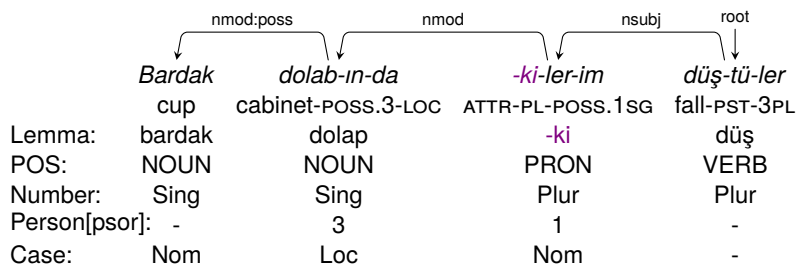 nmod:poss nmod nsubj root
Bardak dolab-ın-da -ki-ler-im düş-tü-ler
cup cabinet-POSS.3-LOC ATTR-PL-POSS.1SG fall-PST-3PL
Lemma: bardak dolap -ki düş
POS: NOUN NOUN PRON VERB
Number: Sing Sing Plur Plur
Person[psor]: - 3 1 -
Case: Nom Loc Nom -